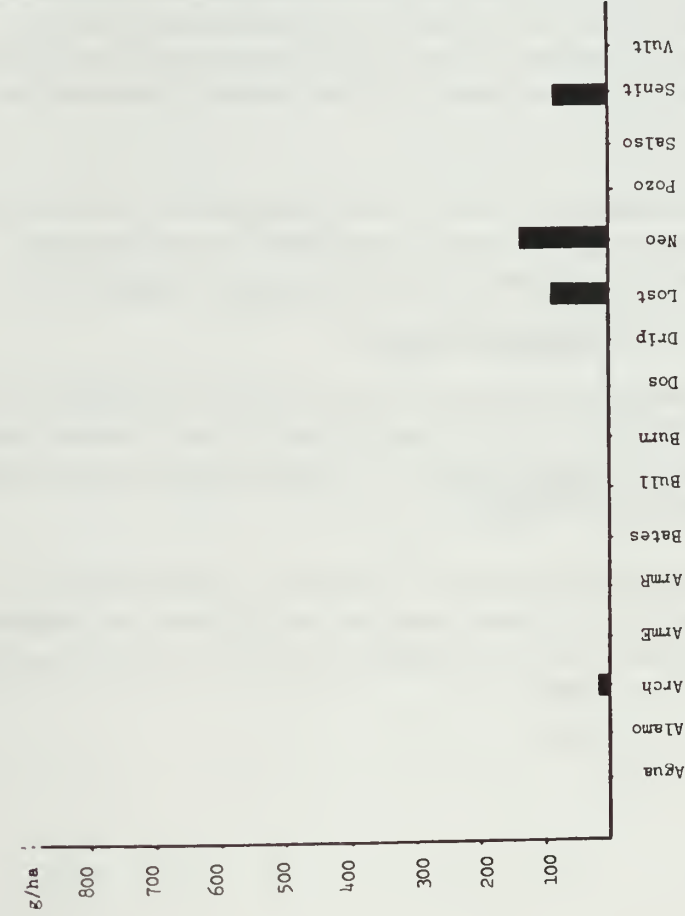 g/ha
800
700
600
500
400
300
200
100
Agua
Alamo
Arch
ArmE
ArmR
Bates
Bull
Burn
Dos
Drip
Lost
Neo
Pozo
Salso
Senit
Vult